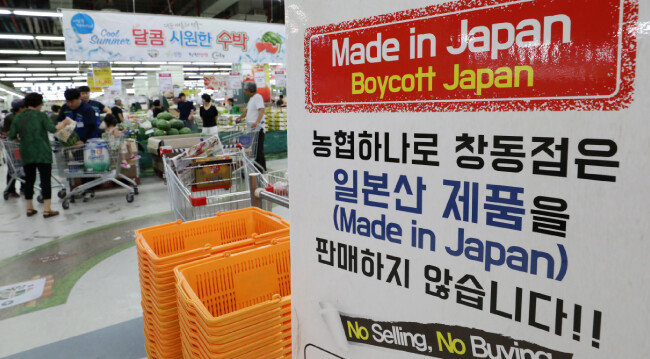 Cool Summer
달콤 시원한 수박
Made in Japan
Boycott Japan
농협하나로 창동점은
일본산 제품을
(Made in Japan)
판매하지 않습니다!!
No Selling, No Buying